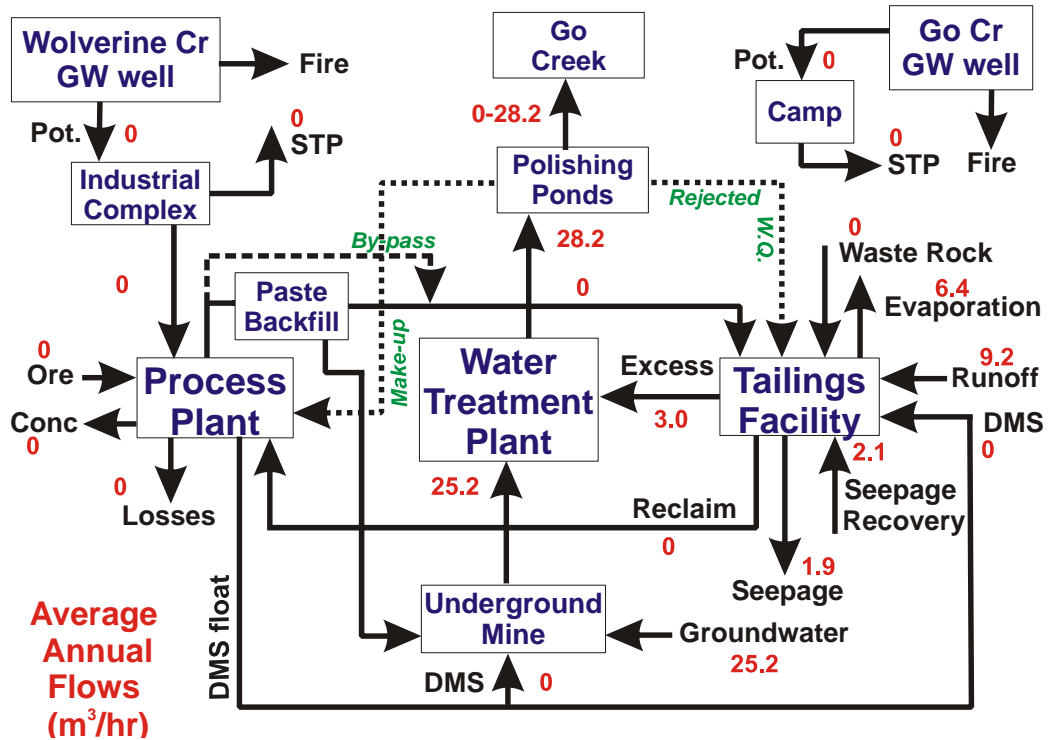 Wolverine Cr
GW well
Fire
Pot.
0
0
STP
Industrial
Complex
0
Go
Creek
0-28.2
Polishing
Ponds
Rejected
W.Q.
28.2
Go Cr
GW well
Pot.
0
Camp
0
STP
Fire
By-pass
Paste
Backfill
0
Make-up
0
Waste Rock
6.4
Evaporation
0
Ore
Process
Plant
Conc
0
0
Losses
Water
Treatment
Plant
Excess
3.0
Tailings
Facility
9.2
Runoff
DMS
0
2.1
Seepage
Recovery
25.2
Reclaim
0
1.9
Seepage
DMS float
Underground
Mine
Groundwater
25.2
DMS
0
Average
Annual
Flows
(m³/hr)